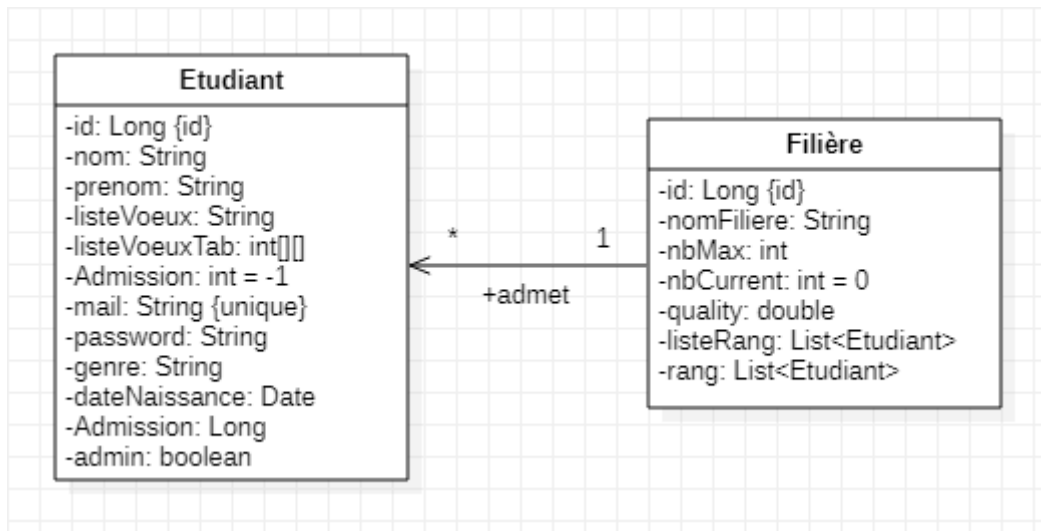 Etudiant
-id: Long {id}
-nom: String
-prenom: String
-listeVoeux: String
-listeVoeuxTab: int[][]
-Admission: int = -1
-mail: String {unique}
-password: String
-genre: String
-dateNaissance: Date
-Admission: Long
-admin: boolean
* 1
+admet
Filière
-id: Long {id}
-nomFiliere: String
-nbMax: int
-nbCurrent: int = 0
-quality: double
-listeRang: List<Etudiant>
-rang: List<Etudiant>